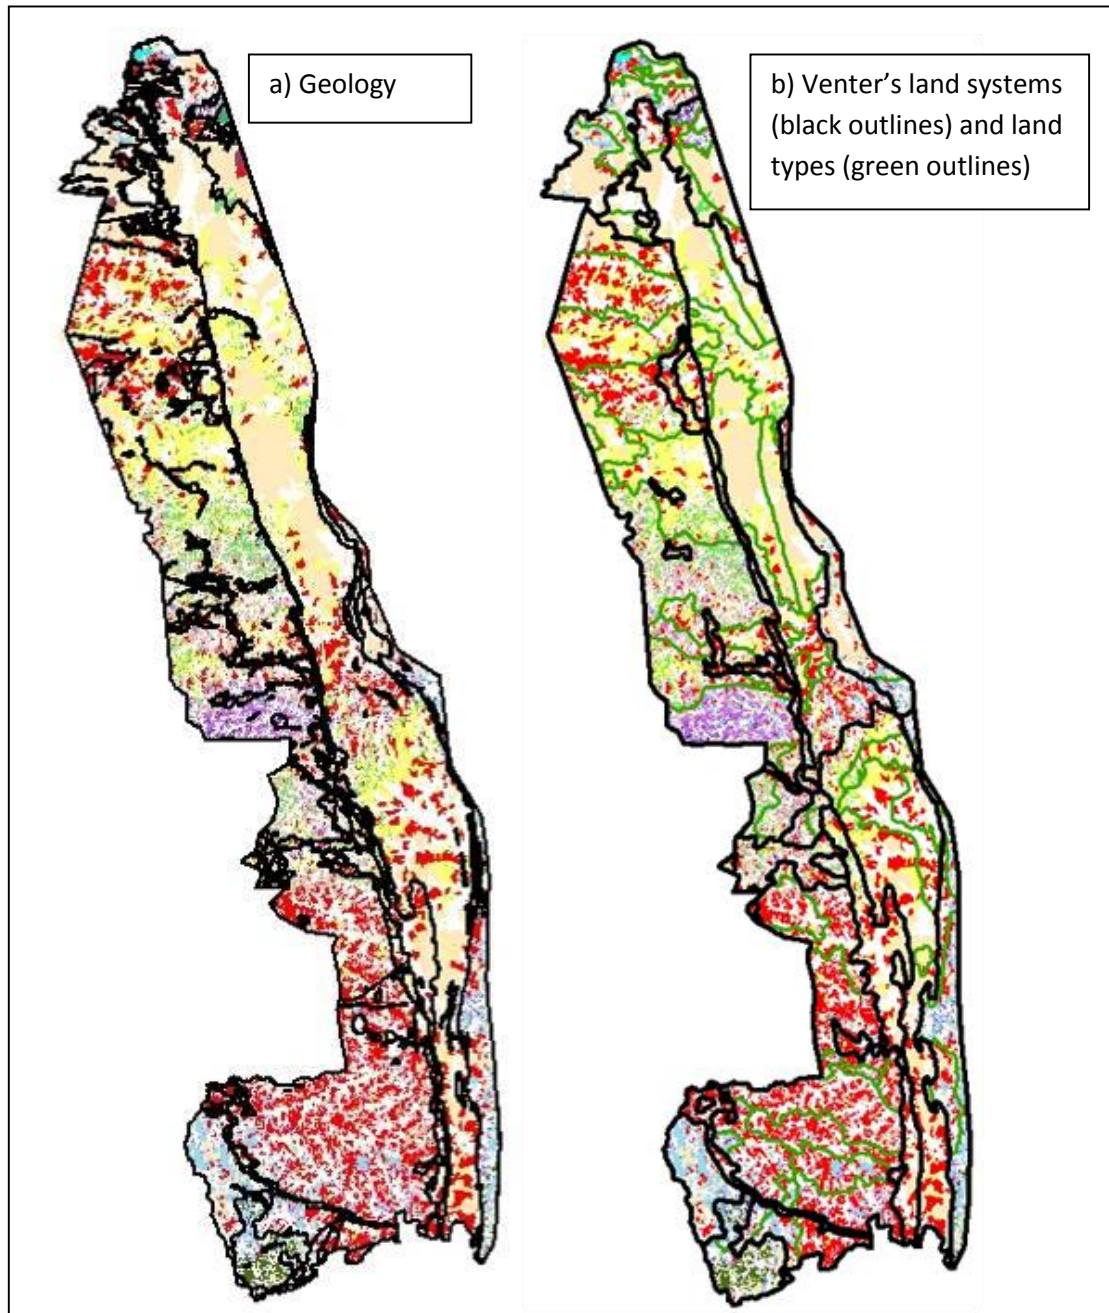 a) Geology
b) Venter’s land systems
(black outlines) and land
types (green outlines)